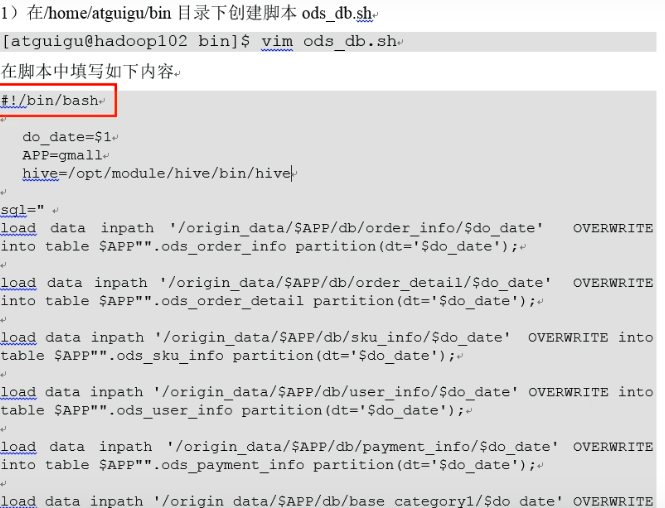 1）在/home/atguigu/bin 目录下创建脚本 ods_db.sh
[atguigu@hadoop102 bin]$ vim ods_db.sh
在脚本中填写如下内容
#!/bin/bash
do_date=$1
APP=gmall
hive=/opt/module/hive/bin/hive
sql="
load data inpath '/origin_data/$APP/db/order_info/$do_date' OVERWRITE
into table $APP"".ods_order_info partition(dt='$do_date');
load data inpath '/origin_data/$APP/db/order_detail/$do_date' OVERWRITE
into table $APP"".ods_order_detail partition(dt='$do_date');
load data inpath '/origin_data/$APP/db/sku_info/$do_date' OVERWRITE into
table $APP"".ods_sku_info partition(dt='$do_date');
load data inpath '/origin_data/$APP/db/user_info/$do_date' OVERWRITE into
table $APP"".ods_user_info partition(dt='$do_date');
load data inpath '/origin_data/$APP/db/payment_info/$do_date' OVERWRITE
into table $APP"".ods_payment_info partition(dt='$do_date');
load data inpath '/origin_data/$APP/db/base_category1/$do_date' OVERWRITE